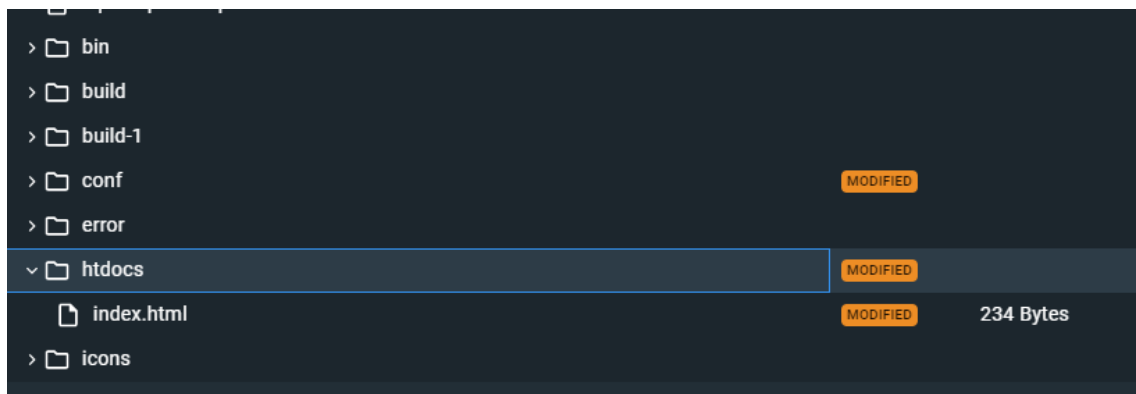 bin
build
build-1
conf MODIFIED
error
htdocs MODIFIED
index.html MODIFIED 234 Bytes
icons